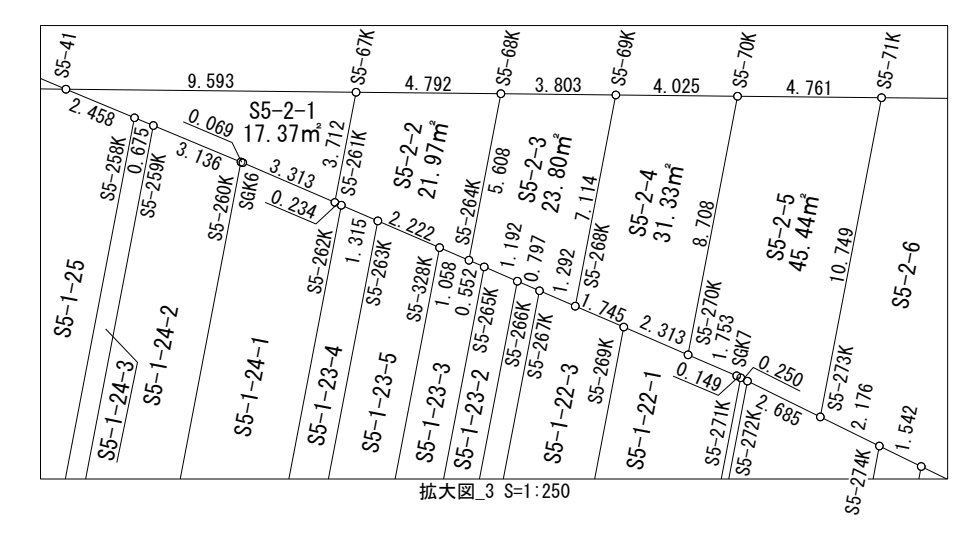 S5-41
S5-67K
S5-68K
S5-69K
S5-70K
S5-71K
9.593
4.792
3.803
4.025
4.761
2.458
0.675
3.136
0.069
3.313
0.234
1.315
2.222
1.058
0.552
1.192
0.797
1.292
1.745
2.313
1.753
0.149
0.250
2.685
2.176
1.542
3.712
5.608
7.114
8.708
10.749
S5-2-1
17.37㎡
S5-2-2
21.97㎡
S5-2-3
23.80㎡
S5-2-4
31.33㎡
S5-2-5
45.44㎡
S5-2-6
S5-258K
S5-259K
S5-260K
SGK6
S5-261K
S5-262K
S5-263K
S5-328K
S5-264K
S5-265K
S5-266K
S5-267K
S5-268K
S5-269K
S5-270K
SGK7
S5-271K
S5-272K
S5-273K
S5-274K
S5-1-25
S5-1-24-3
S5-1-24-2
S5-1-24-1
S5-1-23-4
S5-1-23-5
S5-1-23-3
S5-1-23-2
S5-1-22-3
S5-1-22-1
拡大図_3 S=1:250